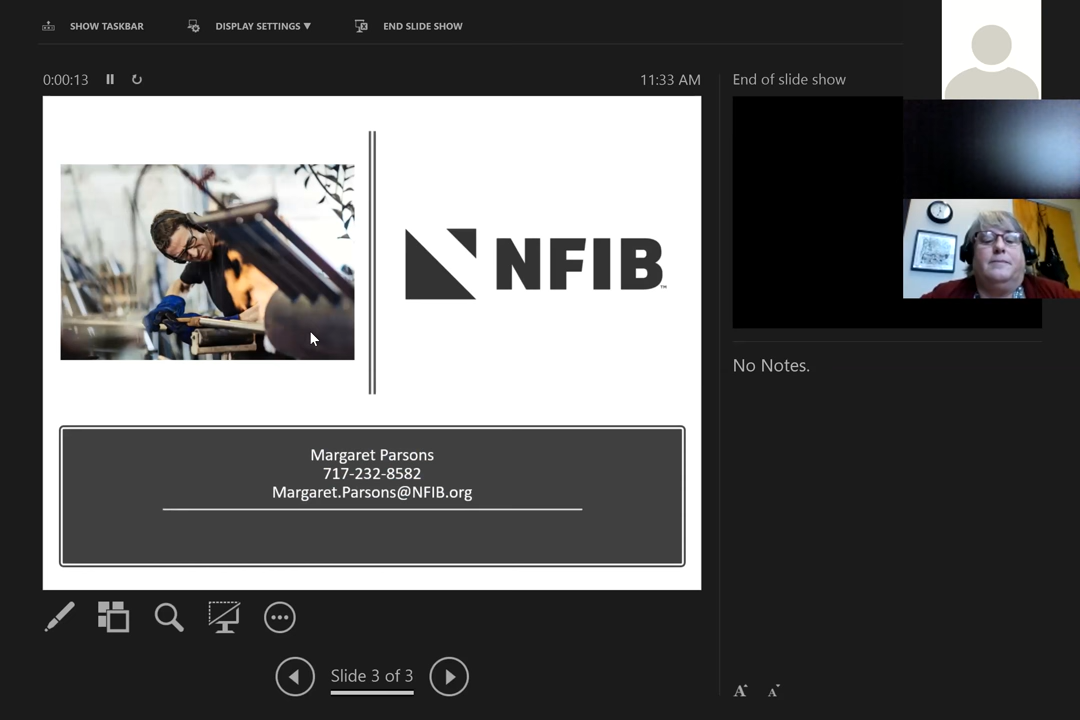 SHOW TASKBAR
DISPLAY SETTINGS ▼
END SLIDE SHOW
0:00:13
11:33 AM
End of slide show
NFIB™
Margaret Parsons
717-232-8582
Margaret.Parsons@NFIB.org
No Notes.
Slide 3 of 3
A A